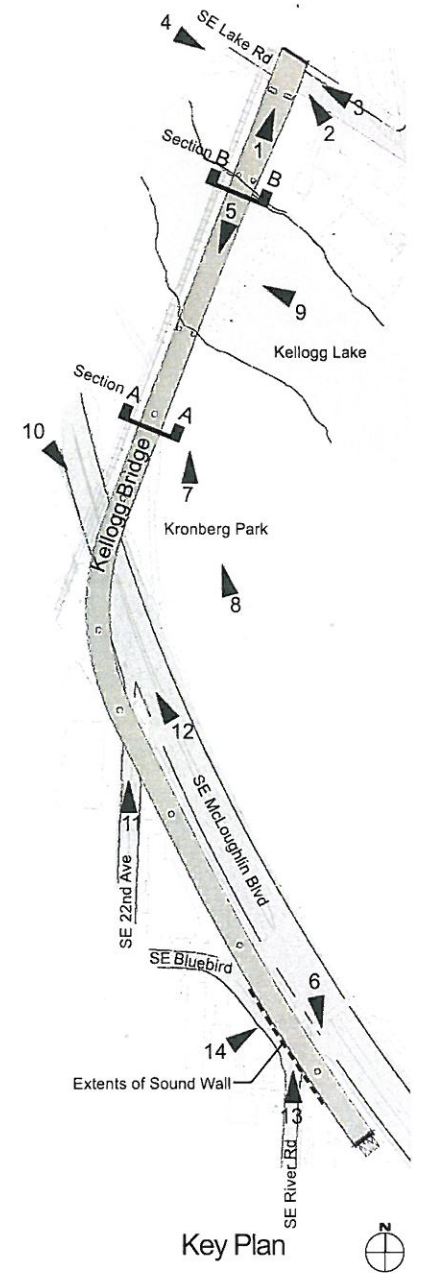 4
SE Lake Rd
3
2
1
Section B
B
5
9
Kellogg Lake
Section A
A
10
7
Kellogg Bridge
Kronberg Park
8
12
11
SE McLoughlin Blvd
SE 22nd Ave
SE Bluebird
6
14
Extents of Sound Wall
13
SE River Rd
Key Plan
N